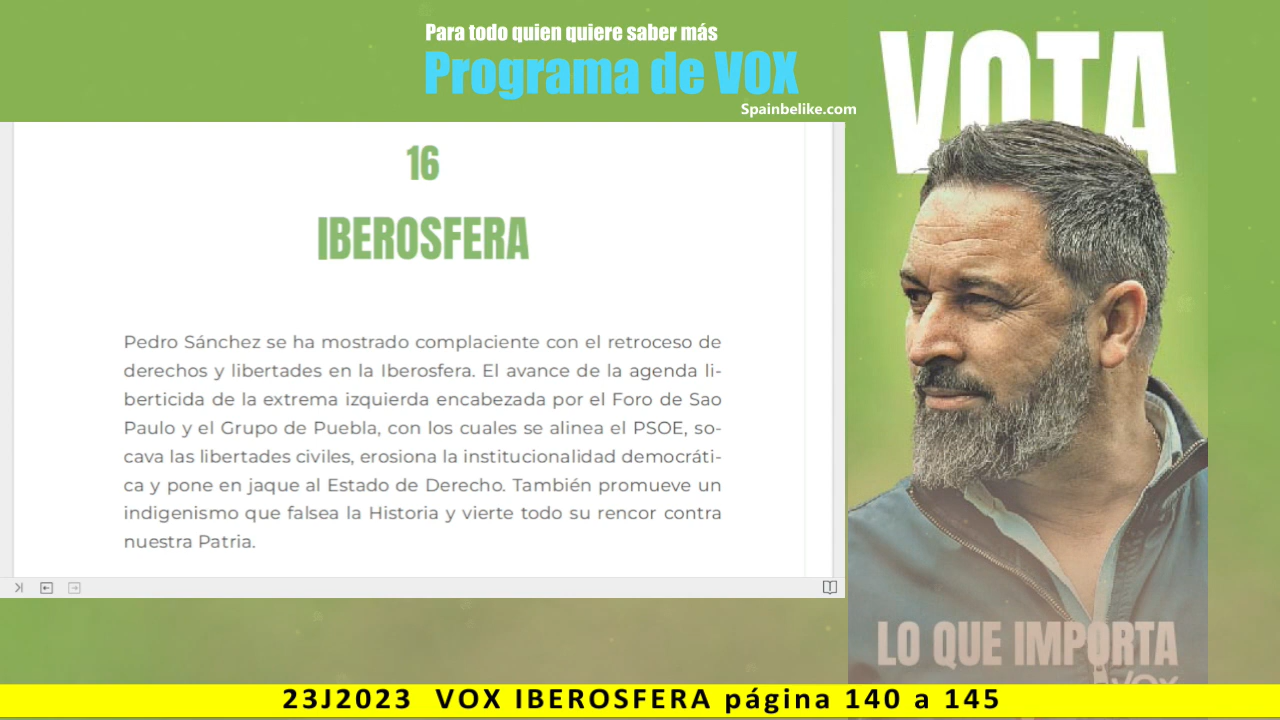 Para todo quien quiere saber más
Programa de VOX
Spainbelike.com
VOTA
16
IBEROSFERA
Pedro Sánchez se ha mostrado complaciente con el retroceso de
derechos y libertades en la Iberosfera. El avance de la agenda li-
berticida de la extrema izquierda encabezada por el Foro de Sao
Paulo y el Grupo de Puebla, con los cuales se alinea el PSOE, so-
cava las libertades civiles, erosiona la institucionalidad democráti-
ca y pone en jaque al Estado de Derecho. También promueve un
indigenismo que falsea la Historia y vierte todo su rencor contra
nuestra Patria.
LO QUE IMPORTA
VOX
23J2023 VOX IBEROSFERA página 140 a 145